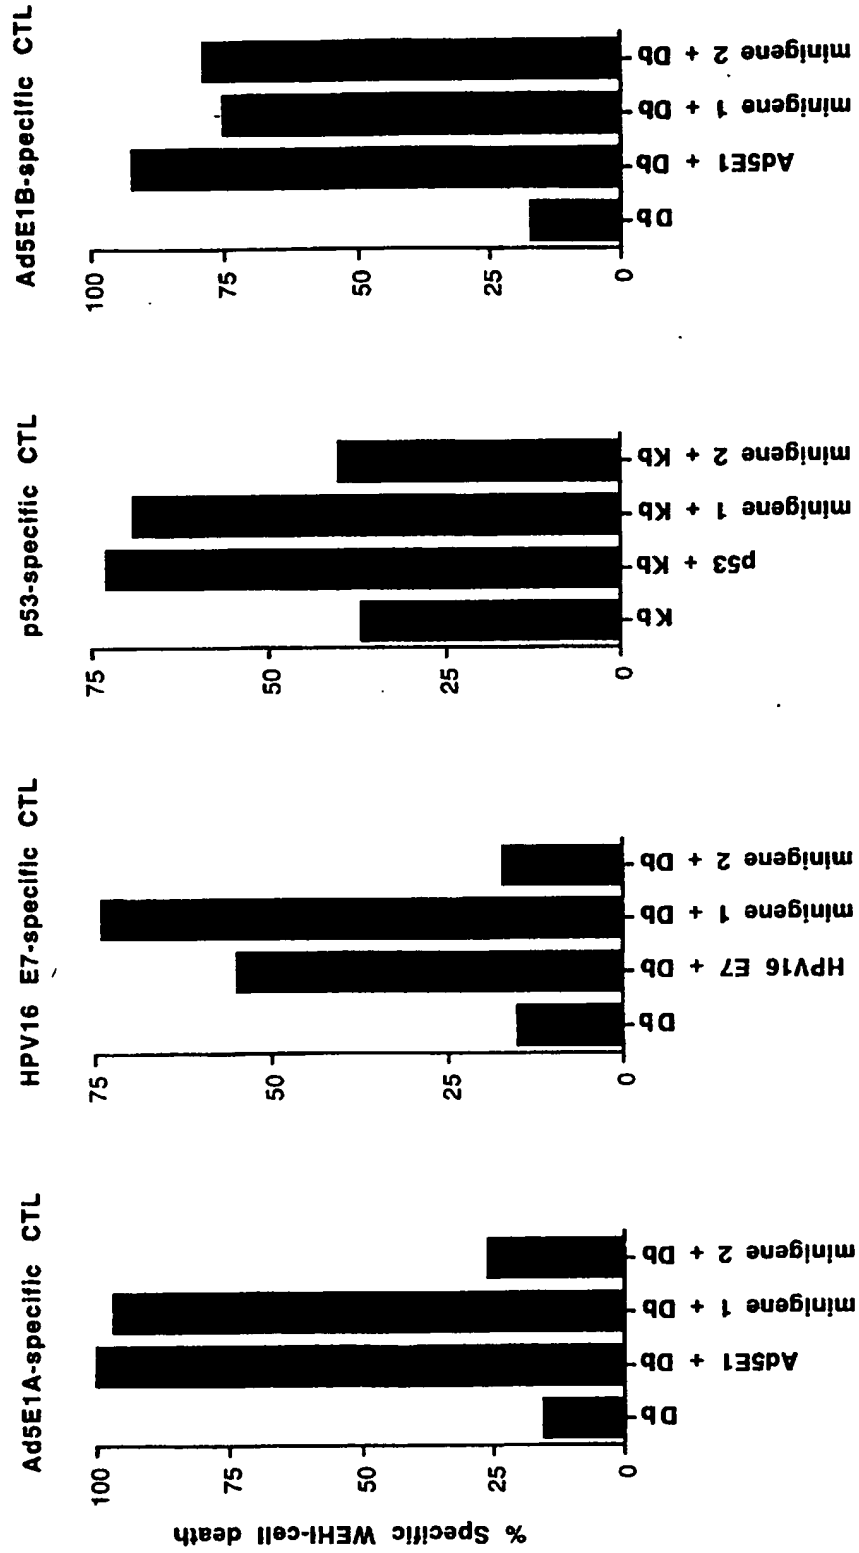 % Specific WEHI-cell death
Ad5E1A-specific CTL
100
75
50
25
0
Db
Ad5E1 + Db
minigene 1 + Db
minigene 2 + Db
HPV16 E7-specific CTL
75
50
25
0
Db
HPV16 E7 + Db
minigene 1 + Db
minigene 2 + Db
p53-specific CTL
75
50
25
0
Kb
p53 + Kb
minigene 1 + Kb
minigene 2 + Kb
Ad5E1B-specific CTL
100
75
50
25
0
Db
Ad5E1 + Db
minigene 1 + Db
minigene 2 + Db